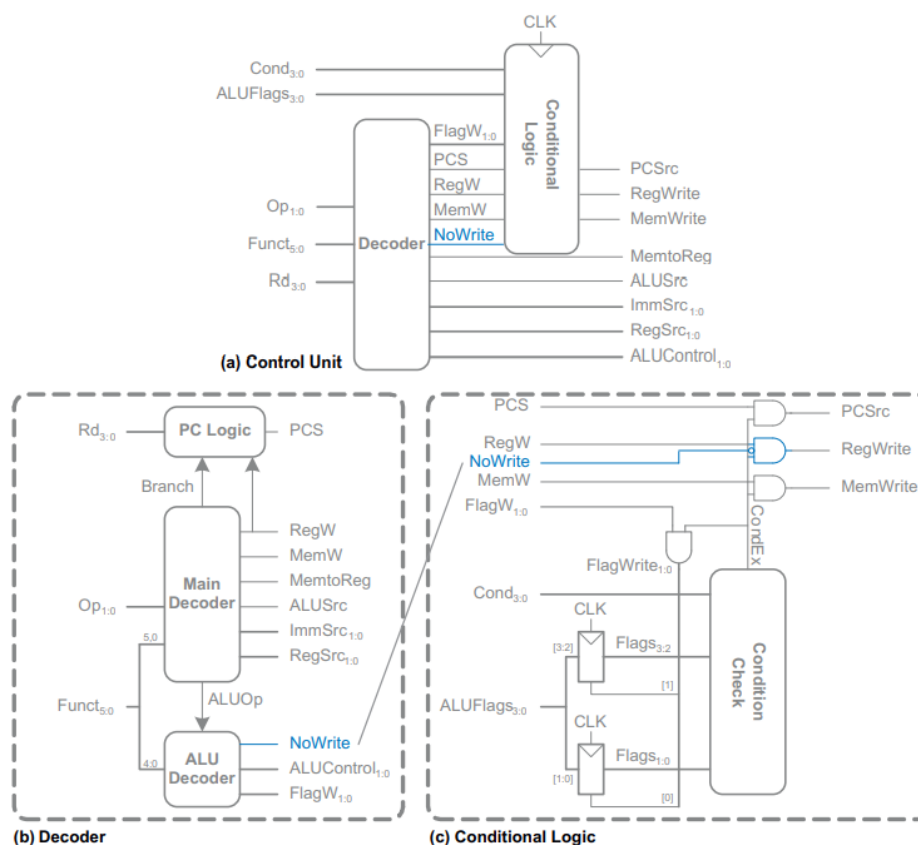 CLK
Cond3:0
ALUFlags3:0
FlagW1:0
PCS
RegW
MemW
NoWrite
Conditional Logic
PCSrc
RegWrite
MemWrite
Op1:0
Funct5:0
Rd3:0
Decoder
MemtoReg
ALUSrc
ImmSrc1:0
RegSrc1:0
ALUControl1:0
(a) Control Unit
Rd3:0
PC Logic
PCS
Branch
RegW
MemW
MemtoReg
ALUSrc
ImmSrc1:0
RegSrc1:0
Main
Decoder
Op1:0
5,0
Funct5:0
ALUOp
4:0
ALU
Decoder
NoWrite
ALUControl1:0
FlagW1:0
(b) Decoder
PCS
PCSrc
RegW
NoWrite
RegWrite
MemW
MemWrite
FlagW1:0
CondEx
FlagWrite1:0
Cond3:0
CLK
[3:2]
Flags3:2
[1]
ALUFlags3:0
CLK
[1:0]
Flags1:0
[0]
Condition Check
(c) Conditional Logic